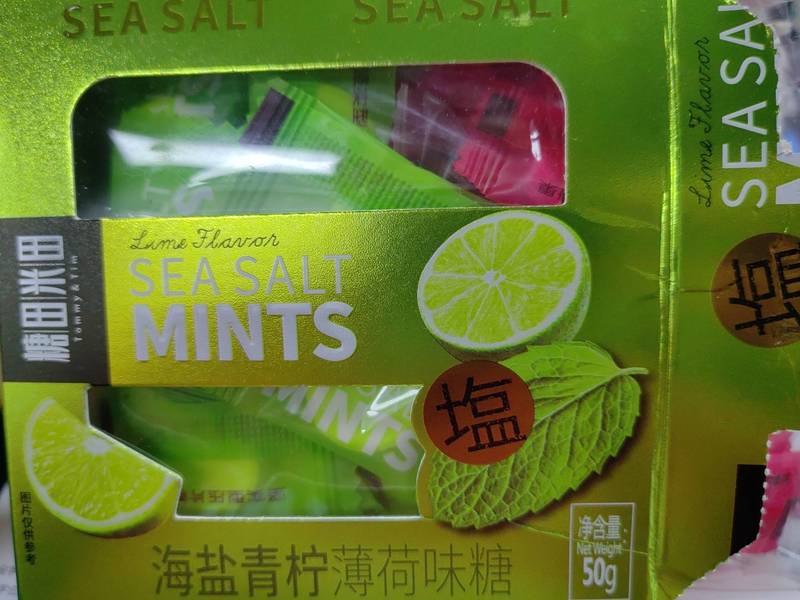 SEA SALT
SEA SALT
Lime Flavor
SEA SALT
MINTS
糖田米田
Tommy & Tim
塩
MINTS
图片仅供参考
海盐青柠薄荷味糖
净含量:
Net Weight:
50g
Lime Flavor
SEA SA
塩